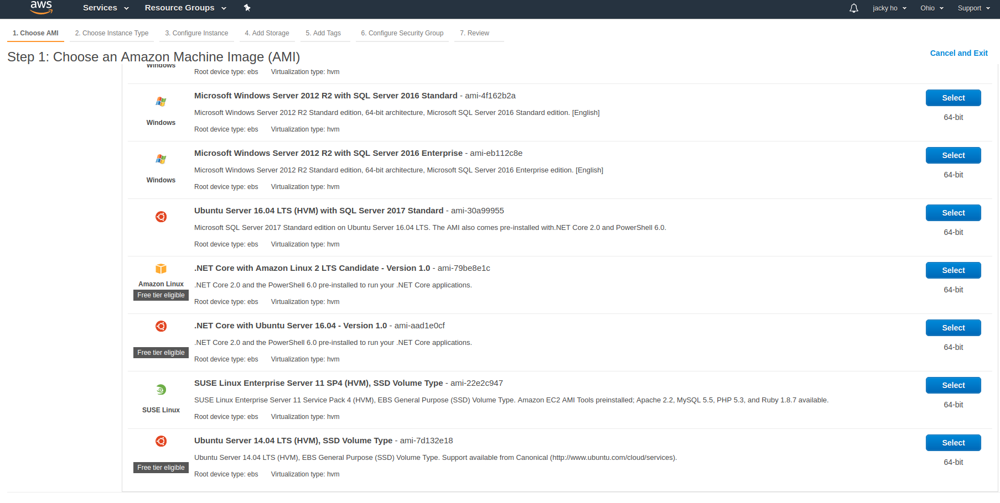 aws Services Resource Groups jacky ho Ohio Support
1. Choose AMI 2. Choose Instance Type 3. Configure Instance 4. Add Storage 5. Add Tags 6. Configure Security Group 7. Review
Step 1: Choose an Amazon Machine Image (AMI) Cancel and Exit
Windows
Root device type: ebs Virtualization type: hvm
Microsoft Windows Server 2012 R2 with SQL Server 2016 Standard - ami-4f162b2a
Select
Microsoft Windows Server 2012 R2 Standard edition, 64-bit architecture, Microsoft SQL Server 2016 Standard edition. [English]
64-bit
Windows
Root device type: ebs Virtualization type: hvm
Microsoft Windows Server 2012 R2 with SQL Server 2016 Enterprise - ami-eb112c8e
Select
Microsoft Windows Server 2012 R2 Standard edition, 64-bit architecture, Microsoft SQL Server 2016 Enterprise edition. [English]
64-bit
Windows
Root device type: ebs Virtualization type: hvm
Ubuntu Server 16.04 LTS (HVM) with SQL Server 2017 Standard - ami-30a99955
Select
Microsoft SQL Server 2017 Standard edition on Ubuntu Server 16.04 LTS. The AMI also comes pre-installed with.NET Core 2.0 and PowerShell 6.0.
64-bit
Root device type: ebs Virtualization type: hvm
.NET Core with Amazon Linux 2 LTS Candidate - Version 1.0 - ami-79be8e1c
Select
Amazon Linux
.NET Core 2.0 and the PowerShell 6.0 pre-installed to run your .NET Core applications.
64-bit
Free tier eligible
Root device type: ebs Virtualization type: hvm
.NET Core with Ubuntu Server 16.04 - Version 1.0 - ami-aad1e0cf
Select
.NET Core 2.0 and the PowerShell 6.0 pre-installed to run your .NET Core applications.
64-bit
Free tier eligible
Root device type: ebs Virtualization type: hvm
SUSE Linux Enterprise Server 11 SP4 (HVM), SSD Volume Type - ami-22e2c947
Select
SUSE Linux Enterprise Server 11 Service Pack 4 (HVM), EBS General Purpose (SSD) Volume Type. Amazon EC2 AMI Tools preinstalled; Apache 2.2, MySQL 5.5, PHP 5.3, and Ruby 1.8.7 available.
64-bit
SUSE Linux
Root device type: ebs Virtualization type: hvm
Ubuntu Server 14.04 LTS (HVM), SSD Volume Type - ami-7d132e18
Select
Ubuntu Server 14.04 LTS (HVM), EBS General Purpose (SSD) Volume Type. Support available from Canonical (http://www.ubuntu.com/cloud/services).
64-bit
Free tier eligible
Root device type: ebs Virtualization type: hvm